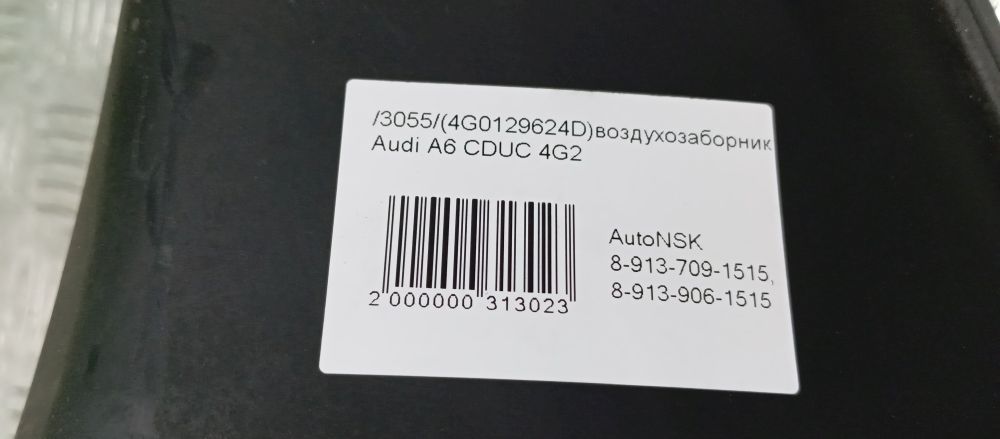 /3055/(4G0129624D)воздухозаборник
Audi A6 CDUC 4G2
AutoNSK
8-913-709-1515,
8-913-906-1515
2 000000 313023